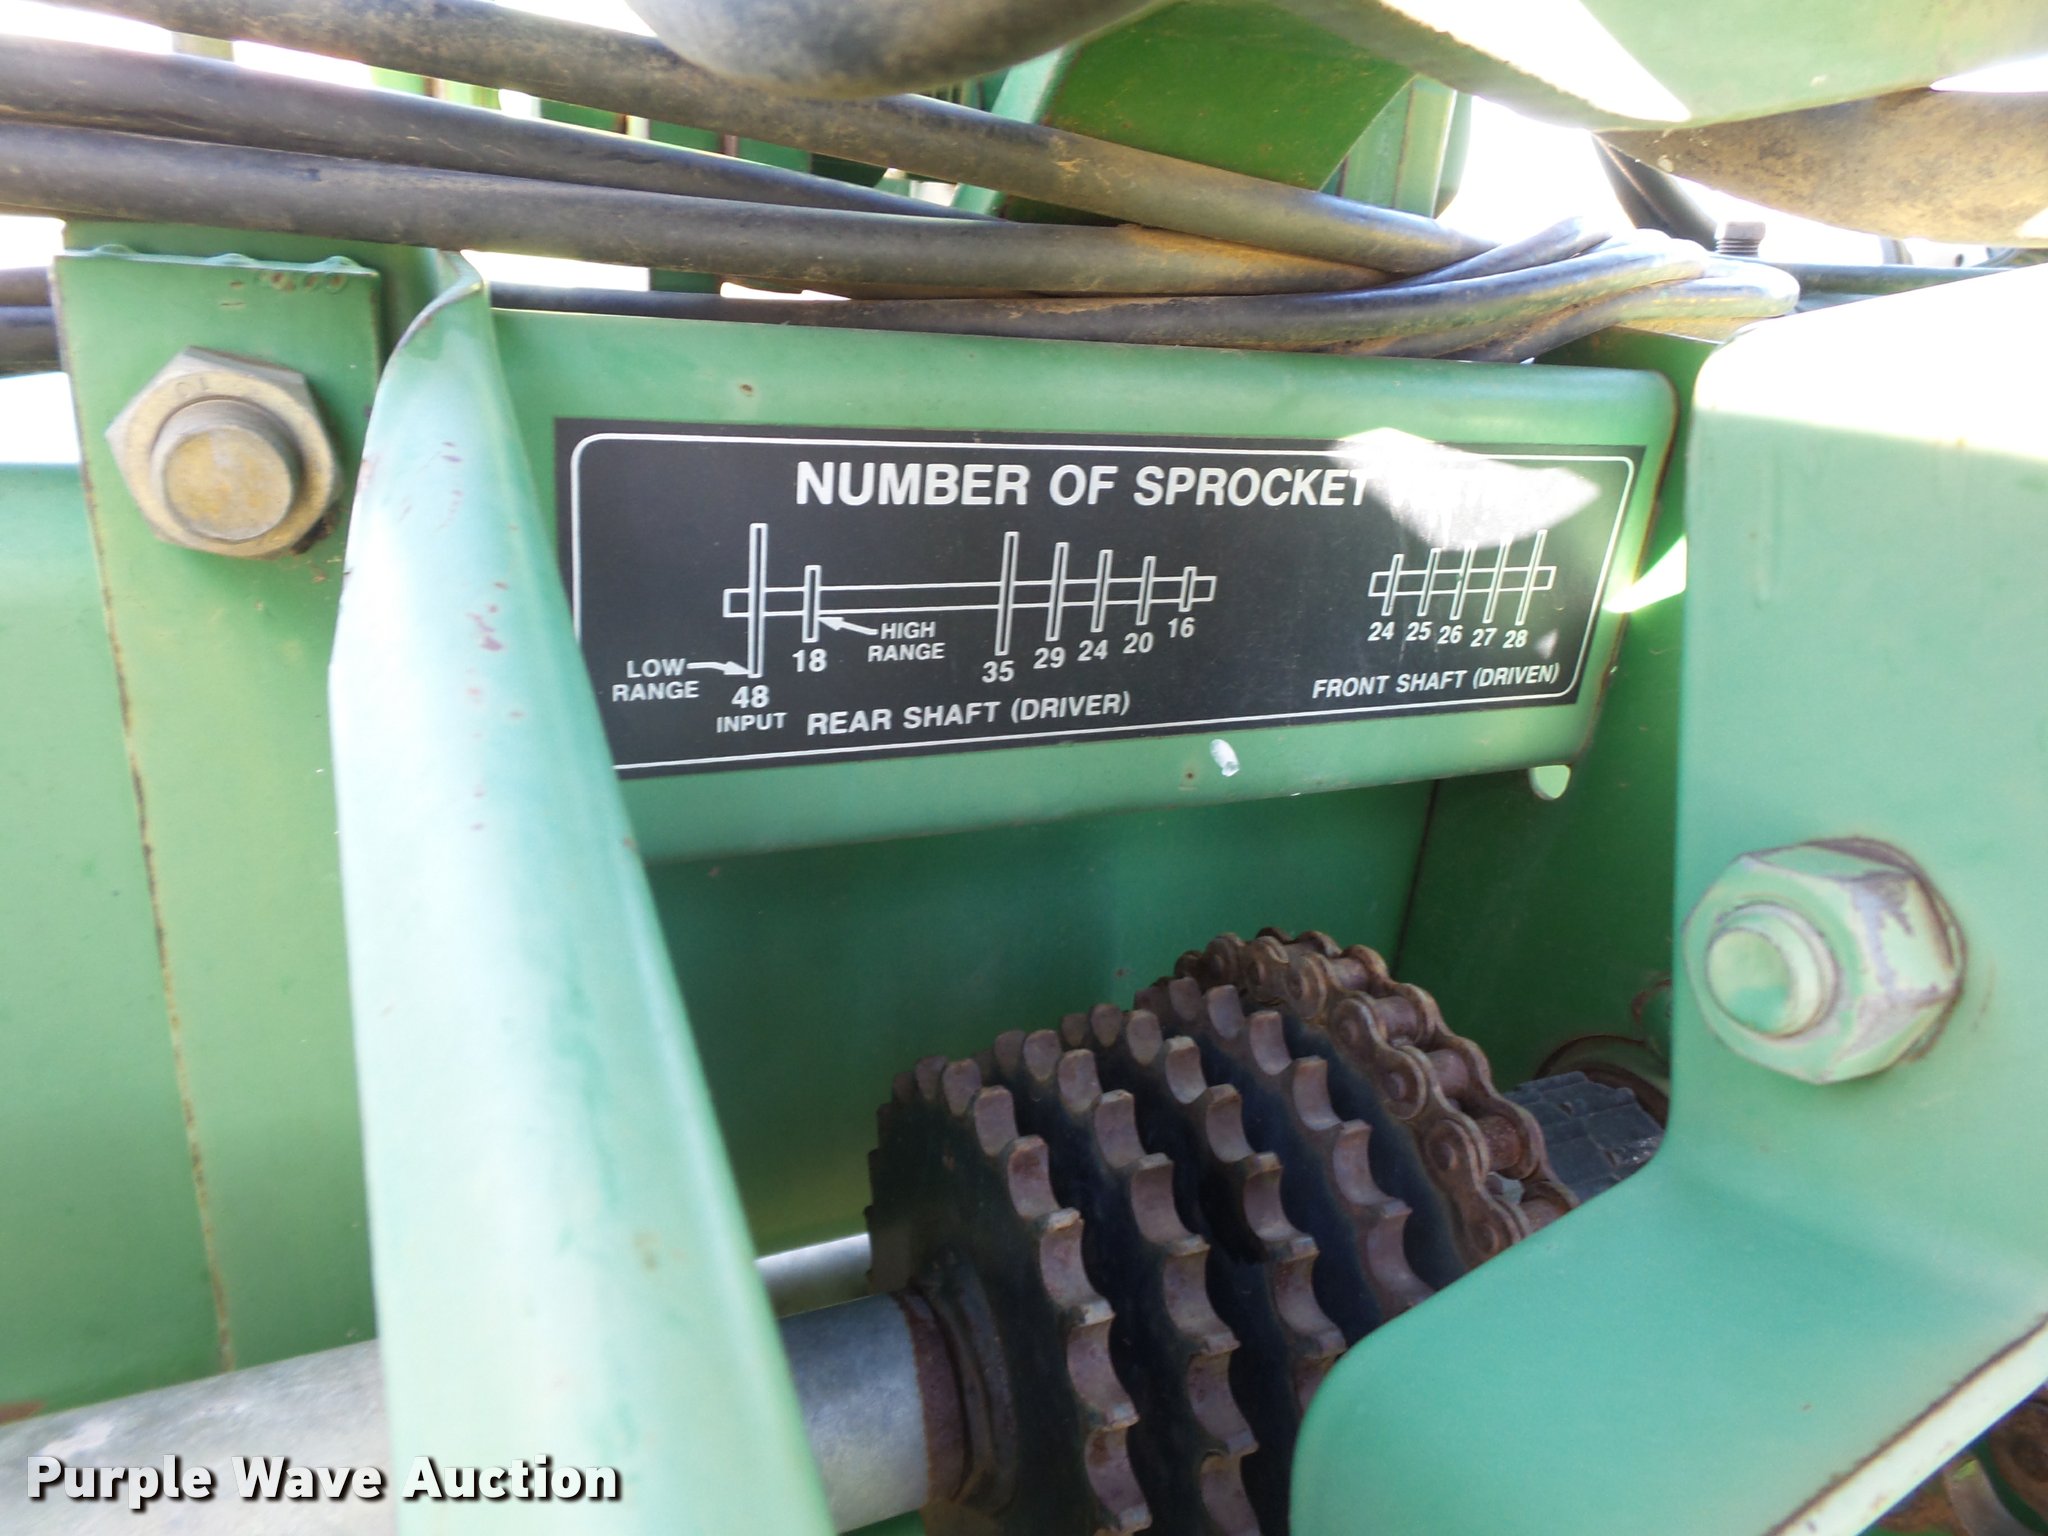 NUMBER OF SPROCKET
HIGH
RANGE
LOW
RANGE
48
INPUT
18
35 29 24 20 16
REAR SHAFT (DRIVER)
24 25 26 27 28
FRONT SHAFT (DRIVEN)
Purple Wave Auction